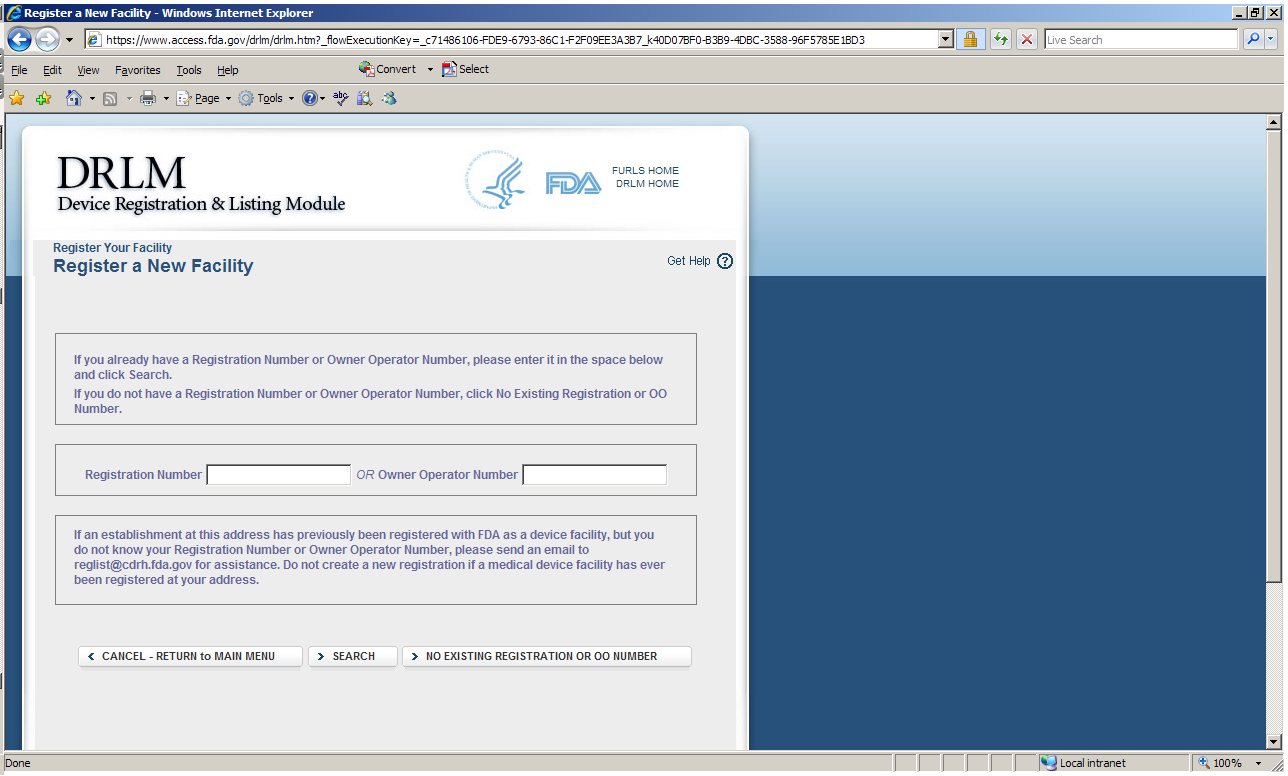 Register a New Facility - Windows Internet Explorer
https://www.access.fda.gov/drlm/drlm.htm?_flowExecutionKey=_c71486106-FDE9-6793-86C1-F2F09EE3A3B7_k40D07BF0-B3B9-4DBC-3588-96F5785E1BD3
Live Search
File Edit View Favorites Tools Help Convert Select
Page Tools
DRLM
Device Registration & Listing Module
FDA
FURLS HOME
DRLM HOME
Register Your Facility
Register a New Facility
Get Help ?
If you already have a Registration Number or Owner Operator Number, please enter it in the space below
and click Search.
If you do not have a Registration Number or Owner Operator Number, click No Existing Registration or OO
Number.
Registration Number OR Owner Operator Number
If an establishment at this address has previously been registered with FDA as a device facility, but you
do not know your Registration Number or Owner Operator Number, please send an email to
reglist@cdrh.fda.gov for assistance. Do not create a new registration if a medical device facility has ever
been registered at your address.
< CANCEL - RETURN to MAIN MENU > SEARCH > NO EXISTING REGISTRATION OR OO NUMBER
Done Local intranet 100%